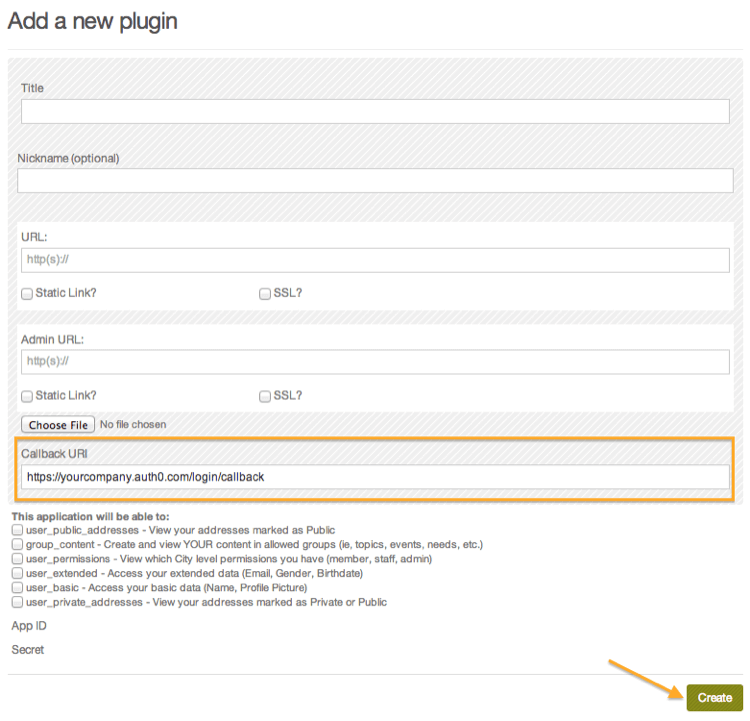 Add a new plugin
Title
Nickname (optional)
URL:
http(s)://
Static Link? SSL?
Admin URL:
http(s)://
Static Link? SSL?
Choose File No file chosen
Callback URI
https://yourcompany.auth0.com/login/callback
This application will be able to:
user_public_addresses - View your addresses marked as Public
group_content - Create and view YOUR content in allowed groups (ie, topics, events, needs, etc.)
user_permissions - View which City level permissions you have (member, staff, admin)
user_extended - Access your extended data (Email, Gender, Birthdate)
user_basic - Access your basic data (Name, Profile Picture)
user_private_addresses - View your addresses marked as Private or Public
App ID
Secret
Create